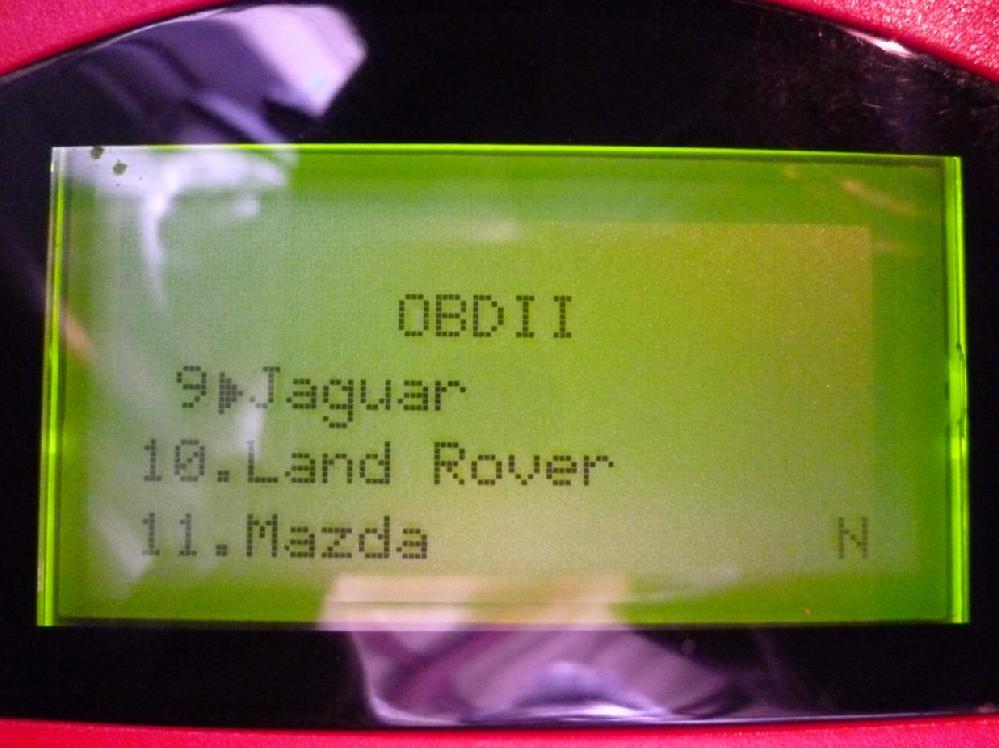 OBDII
9▶Jaguar
10.Land Rover
11.Mazda N